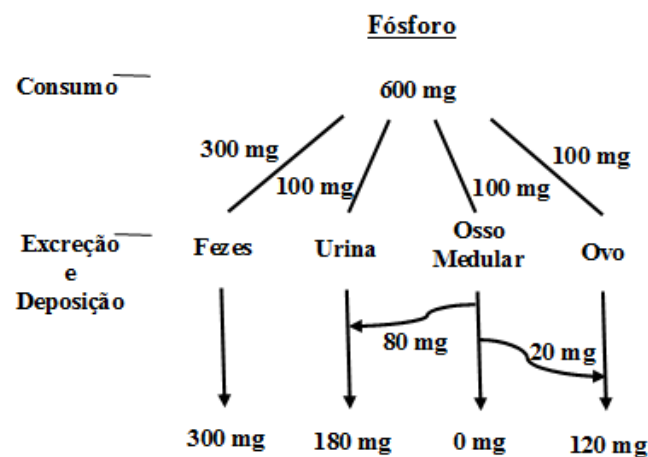 Fósforo
Consumo
600 mg
300 mg
100 mg
100 mg
100 mg
Excreção
e
Deposição
Fezes
Urina
Osso
Medular
Ovo
80 mg
20 mg
300 mg
180 mg
0 mg
120 mg